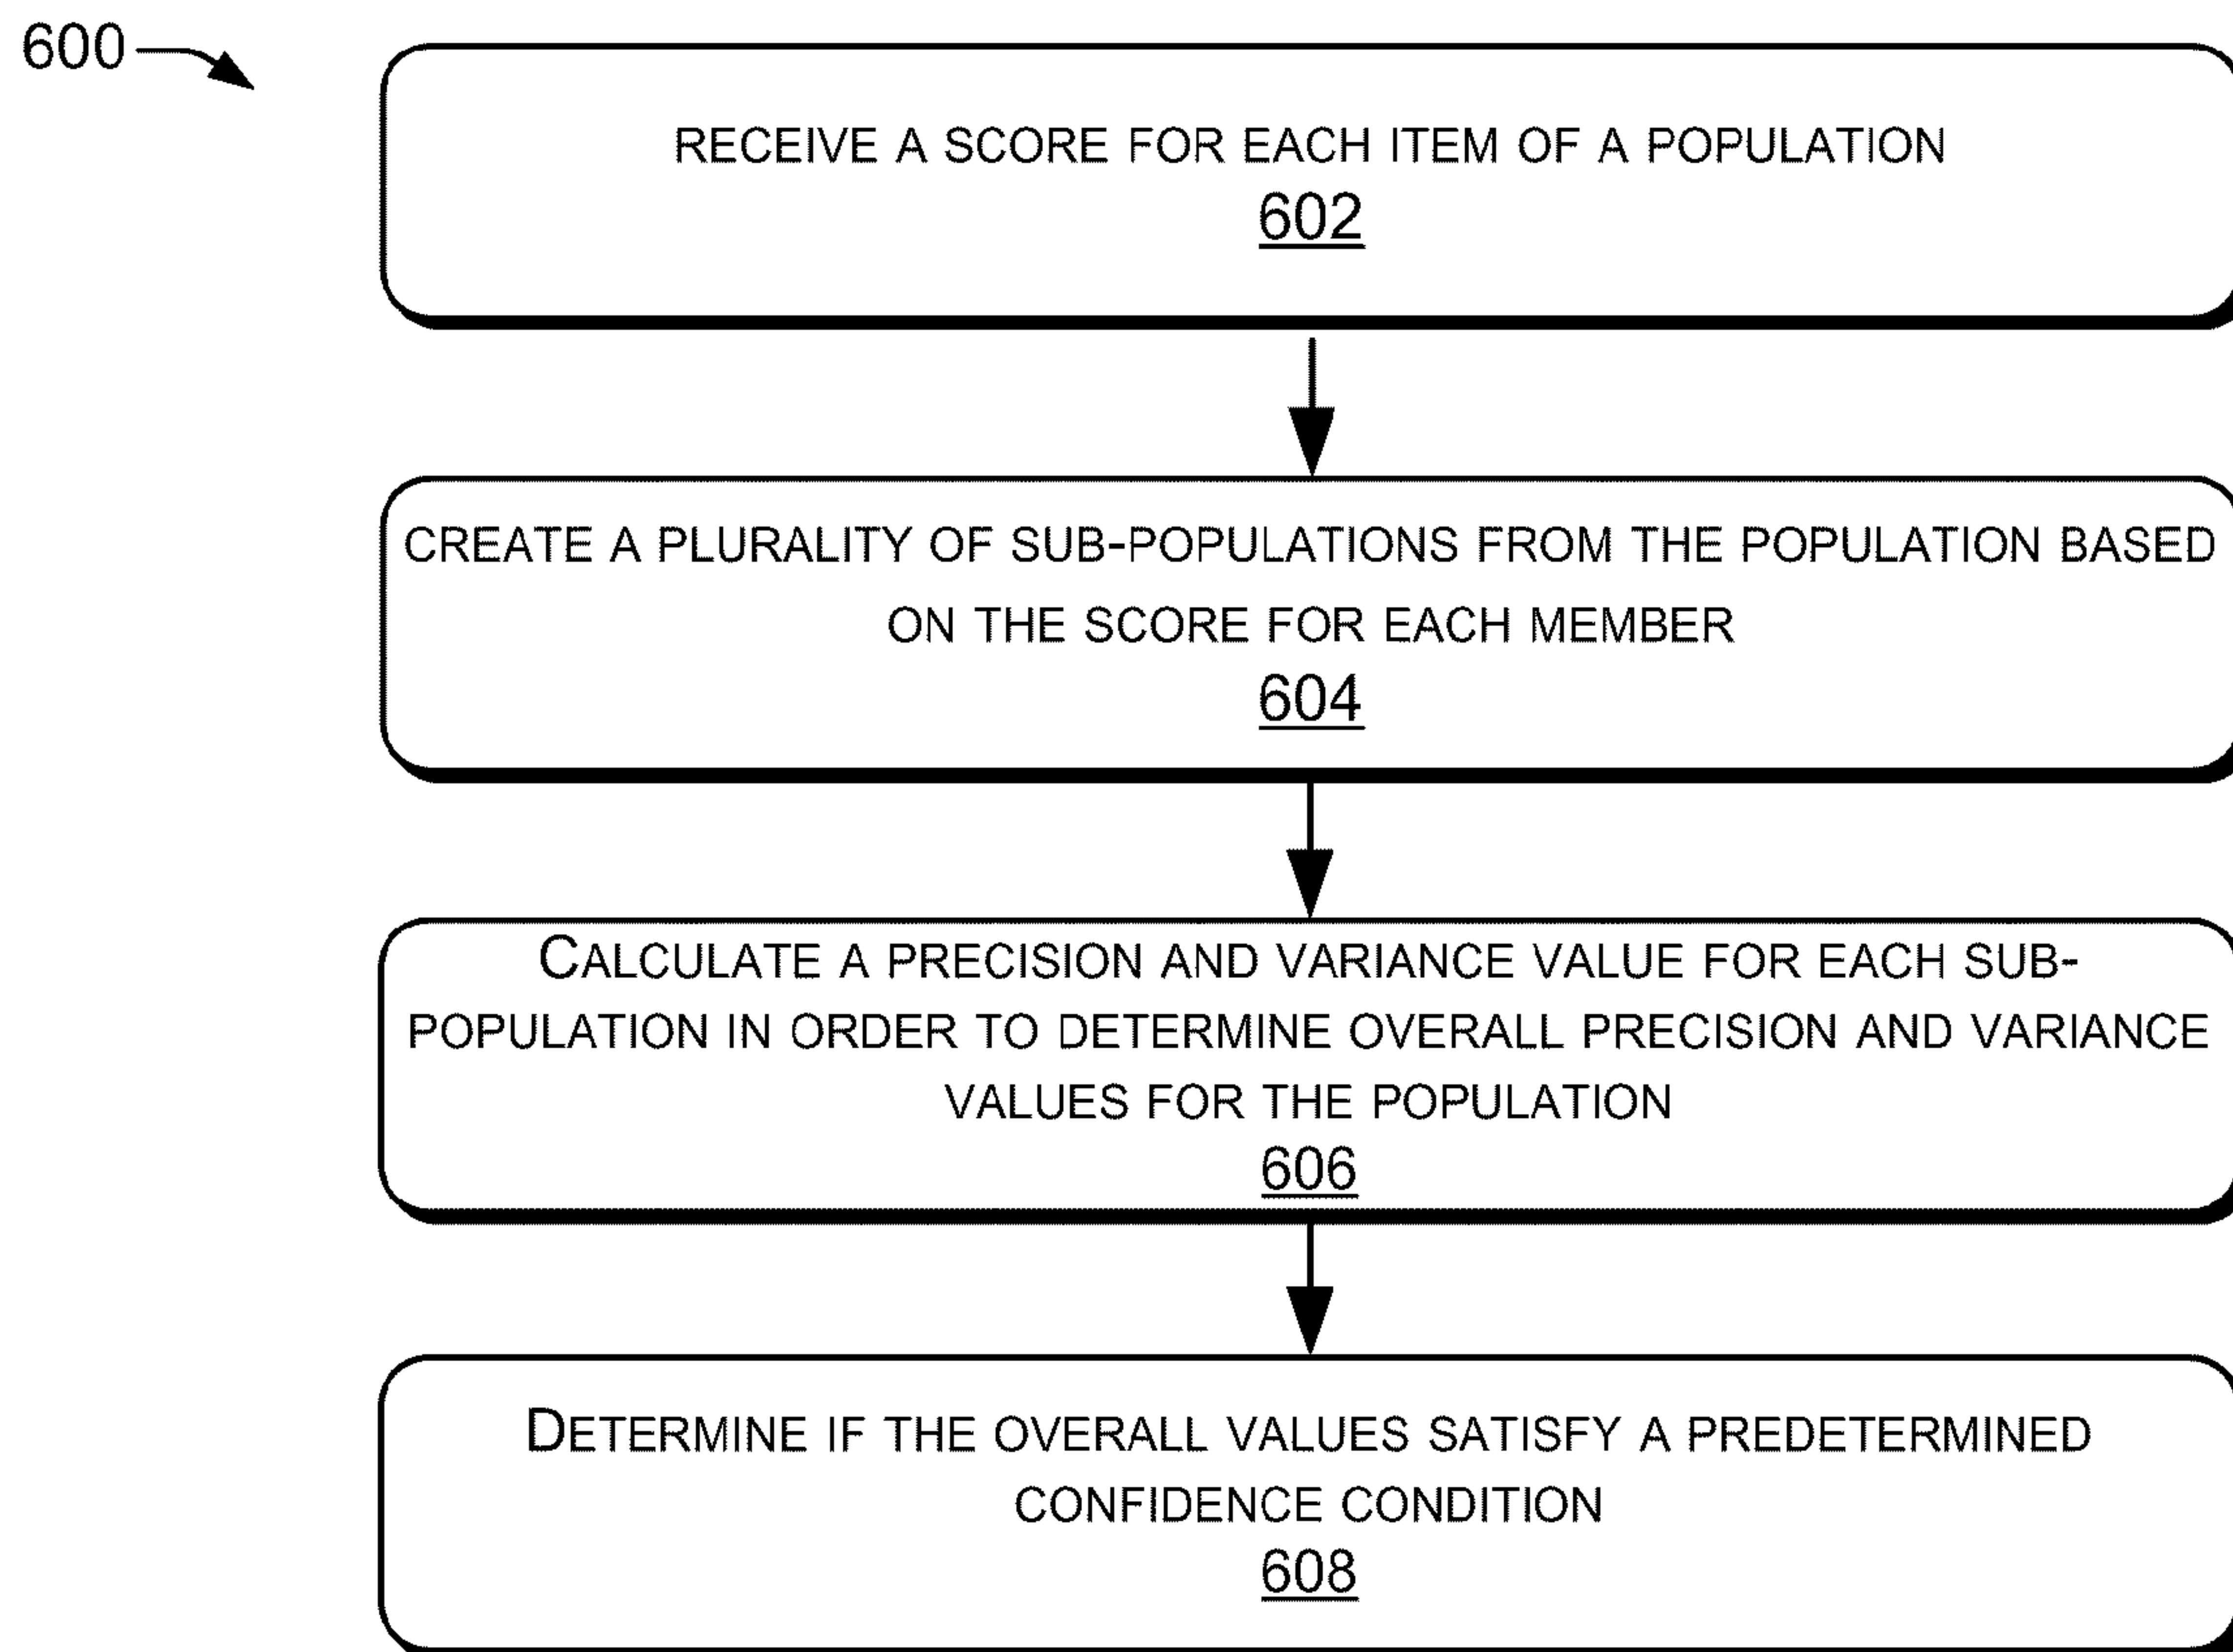 600
RECEIVE A SCORE FOR EACH ITEM OF A POPULATION
602
CREATE A PLURALITY OF SUB-POPULATIONS FROM THE POPULATION BASED
ON THE SCORE FOR EACH MEMBER
604
CALCULATE A PRECISION AND VARIANCE VALUE FOR EACH SUB-
POPULATION IN ORDER TO DETERMINE OVERALL PRECISION AND VARIANCE
VALUES FOR THE POPULATION
606
DETERMINE IF THE OVERALL VALUES SATISFY A PREDETERMINED
CONFIDENCE CONDITION
608